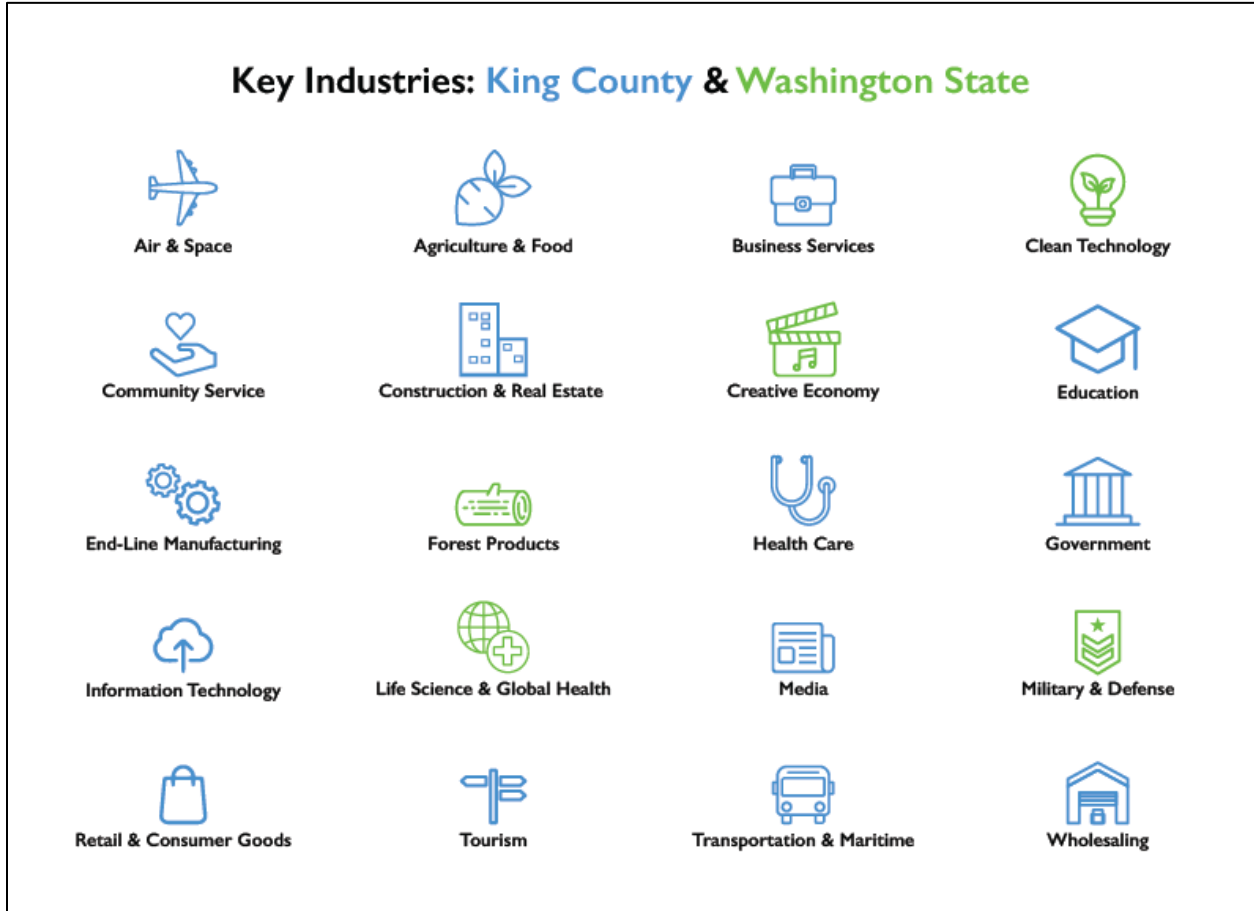 Key Industries: King County & Washington State
Air & Space
Agriculture & Food
Business Services
Clean Technology
Community Service
Construction & Real Estate
Creative Economy
Education
End-Line Manufacturing
Forest Products
Health Care
Government
Information Technology
Life Science & Global Health
Media
Military & Defense
Retail & Consumer Goods
Tourism
Transportation & Maritime
Wholesaling